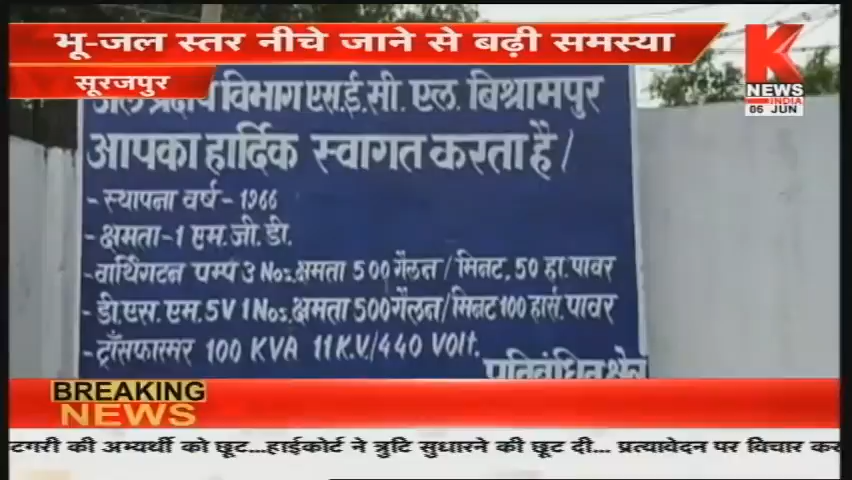 भू-जल स्तर नीचे जाने से बढ़ी समस्या
सूरजपुर
K
NEWS
INDIA
06 JUN
विभाग एस.ई.सी. एल. बिश्रामपुर
आपका हार्दिक स्वागत करता है/
- स्थापना वर्ष - 1966
- क्षमता-1 एम.जी.डी.
- वार्थिगटन पम्प 3 Nos. क्षमता 500 गैलन/मिनट, 50 हा. पावर
- डी.एस.एम. 5V 1 Nos. क्षमता 500 गैलन/मिनट 100 हार्स. पावर
- ट्राँसफारमर 100 KVA 11 K.V./440 VOLT.
प्रतिबंधित क्षेत्र
BREAKING
NEWS
टगरी की अभ्यर्थी को छूट...हाईकोर्ट ने त्रुटि सुधारने की छूट दी... प्रत्यावेदन पर विचार कर